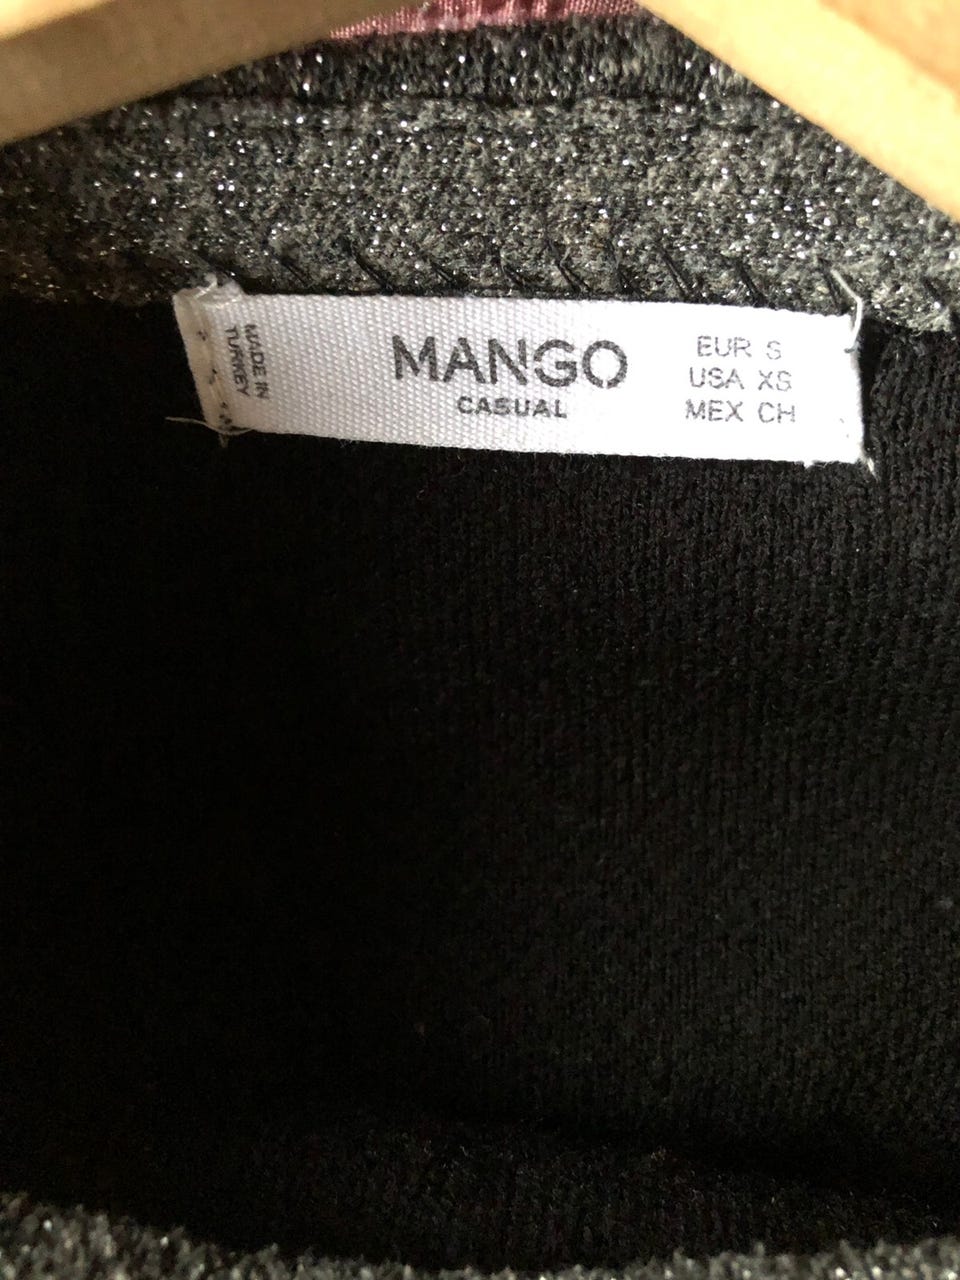 MADE IN
TURKEY
MANGO
CASUAL
EUR S
USA XS
MEX CH